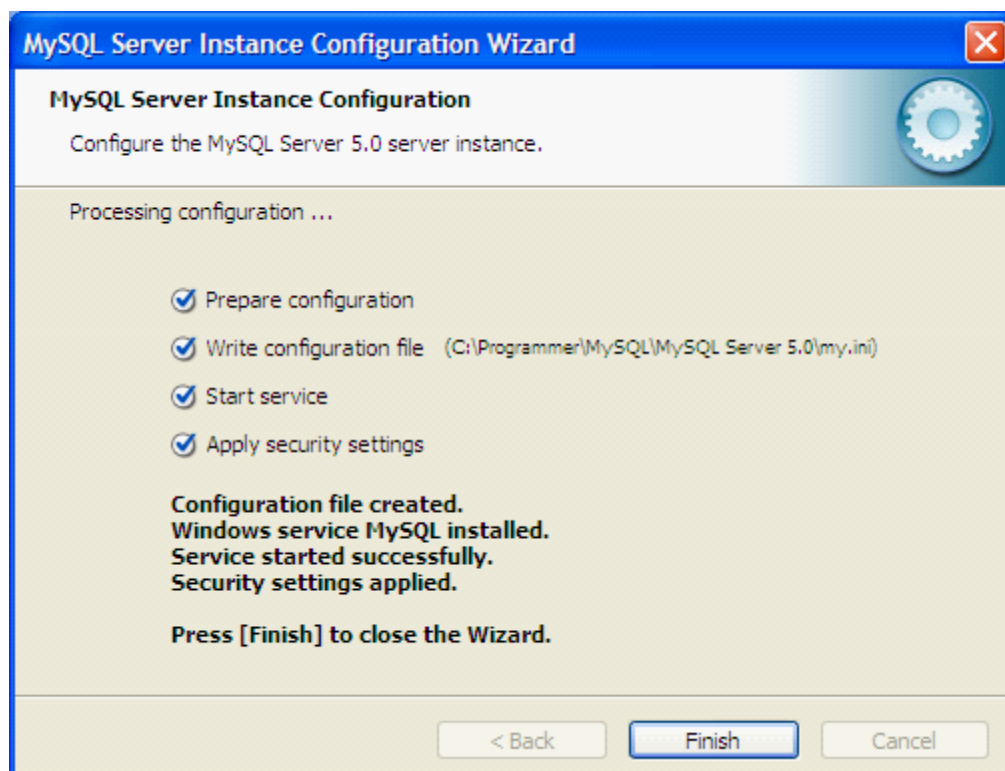 MySQL Server Instance Configuration Wizard
MySQL Server Instance Configuration
Configure the MySQL Server 5.0 server instance.
Processing configuration ...
Prepare configuration
Write configuration file (C:\Programmer\MySQL\MySQL Server 5.0\my.ini)
Start service
Apply security settings
Configuration file created.
Windows service MySQL installed.
Service started successfully.
Security settings applied.
Press [Finish] to close the Wizard.
< Back Finish Cancel